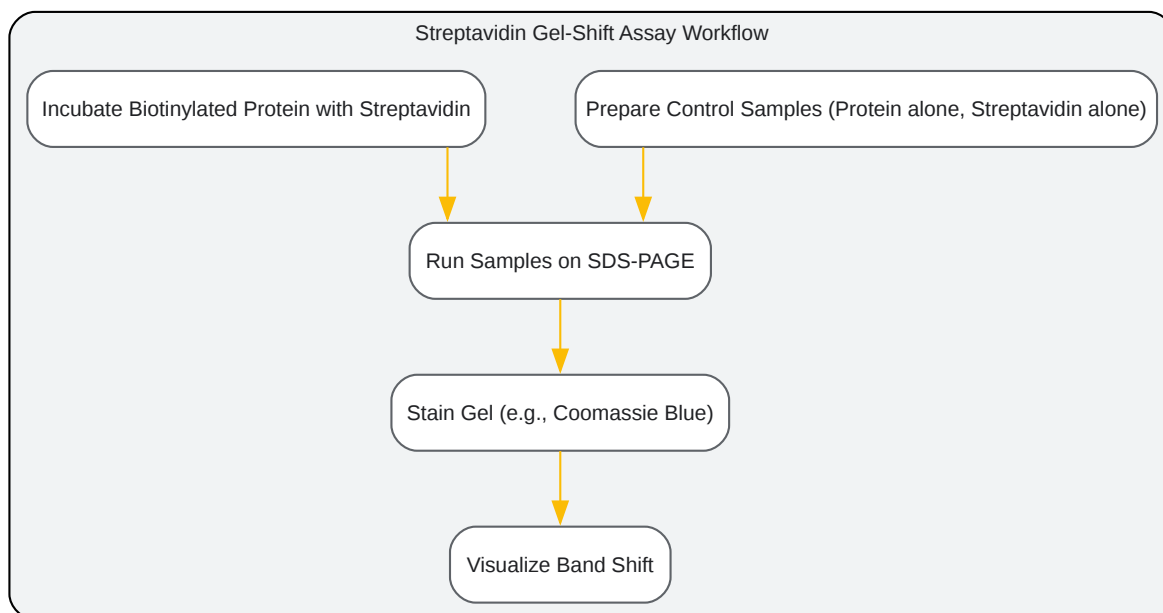 Streptavidin Gel-Shift Assay Workflow
Incubate Biotinylated Protein with Streptavidin
Prepare Control Samples (Protein alone, Streptavidin alone)
Run Samples on SDS-PAGE
Stain Gel (e.g., Coomassie Blue)
Visualize Band Shift